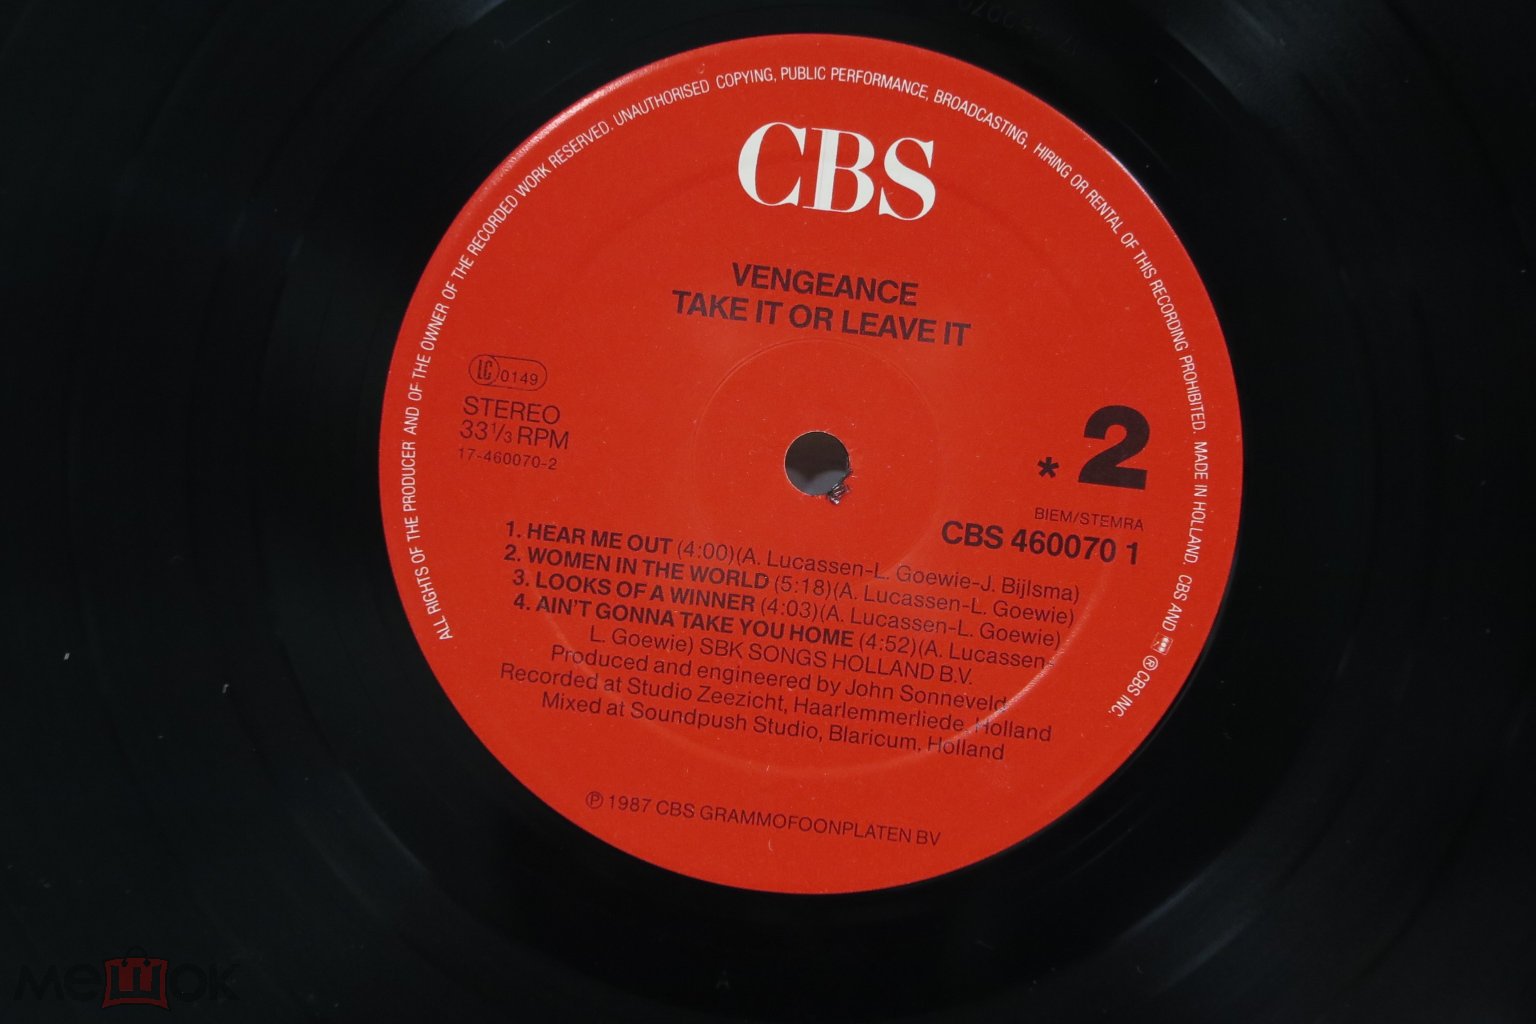 ALL RIGHTS OF THE PRODUCER AND OF THE OWNER OF THE RECORDED WORK RESERVED. UNAUTHORISED COPYING, PUBLIC PERFORMANCE, BROADCASTING, HIRING OR RENTAL OF THIS RECORDING PROHIBITED. MADE IN HOLLAND. CBS AND ® CBS INC.
CBS
VENGEANCE
TAKE IT OR LEAVE IT
LC 0149
STEREO
33⅓ RPM
17-460070-2
* 2
BIEM/STEMRA
CBS 460070 1
1. HEAR ME OUT (4:00)(A. Lucassen-L. Goewie-J. Bijlsma)
2. WOMEN IN THE WORLD (5:18)(A. Lucassen-L. Goewie)
3. LOOKS OF A WINNER (4:03)(A. Lucassen-L. Goewie)
4. AIN'T GONNA TAKE YOU HOME (4:52)(A. Lucassen-
L. Goewie) SBK SONGS HOLLAND B.V.
Produced and engineered by John Sonneveld
Recorded at Studio Zeezicht, Haarlemmerliede, Holland
Mixed at Soundpush Studio, Blaricum, Holland
℗ 1987 CBS GRAMMOFOONPLATEN BV
мешок